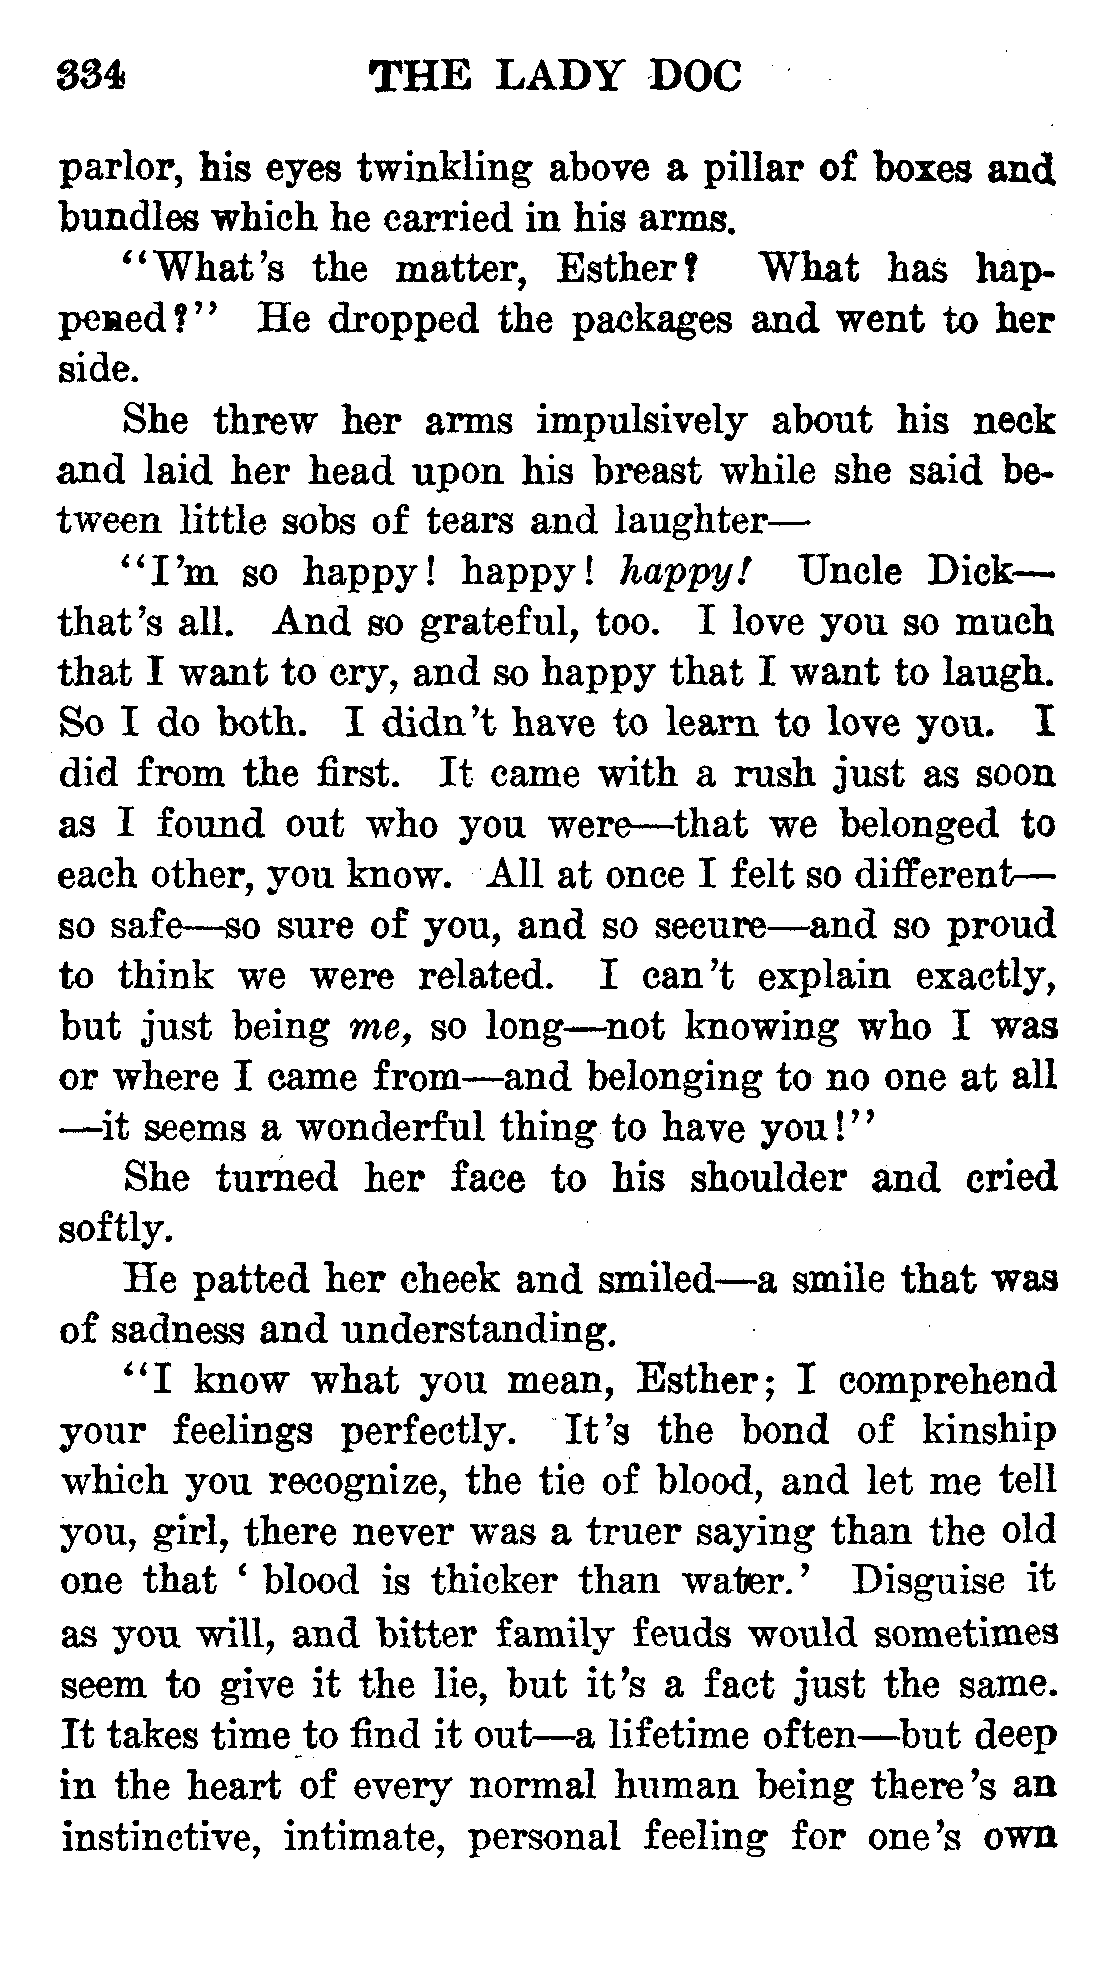 334 THE LADY DOC
parlor, his eyes twinkling above a pillar of boxes and
bundles which he carried in his arms.
"What's the matter, Esther? What has hap-
pened?" He dropped the packages and went to her
side.
She threw her arms impulsively about his neck
and laid her head upon his breast while she said be-
tween little sobs of tears and laughter—
"I'm so happy! happy! happy! Uncle Dick—
that's all. And so grateful, too. I love you so much
that I want to cry, and so happy that I want to laugh.
So I do both. I didn't have to learn to love you. I
did from the first. It came with a rush just as soon
as I found out who you were—that we belonged to
each other, you know. All at once I felt so different—
so safe—so sure of you, and so secure—and so proud
to think we were related. I can't explain exactly,
but just being me, so long—not knowing who I was
or where I came from—and belonging to no one at all
—it seems a wonderful thing to have you!"
She turned her face to his shoulder and cried
softly.
He patted her cheek and smiled—a smile that was
of sadness and understanding.
"I know what you mean, Esther; I comprehend
your feelings perfectly. It's the bond of kinship
which you recognize, the tie of blood, and let me tell
you, girl, there never was a truer saying than the old
one that ' blood is thicker than water.' Disguise it
as you will, and bitter family feuds would sometimes
seem to give it the lie, but it's a fact just the same.
It takes time to find it out—a lifetime often—but deep
in the heart of every normal human being there's an
instinctive, intimate, personal feeling for one's own